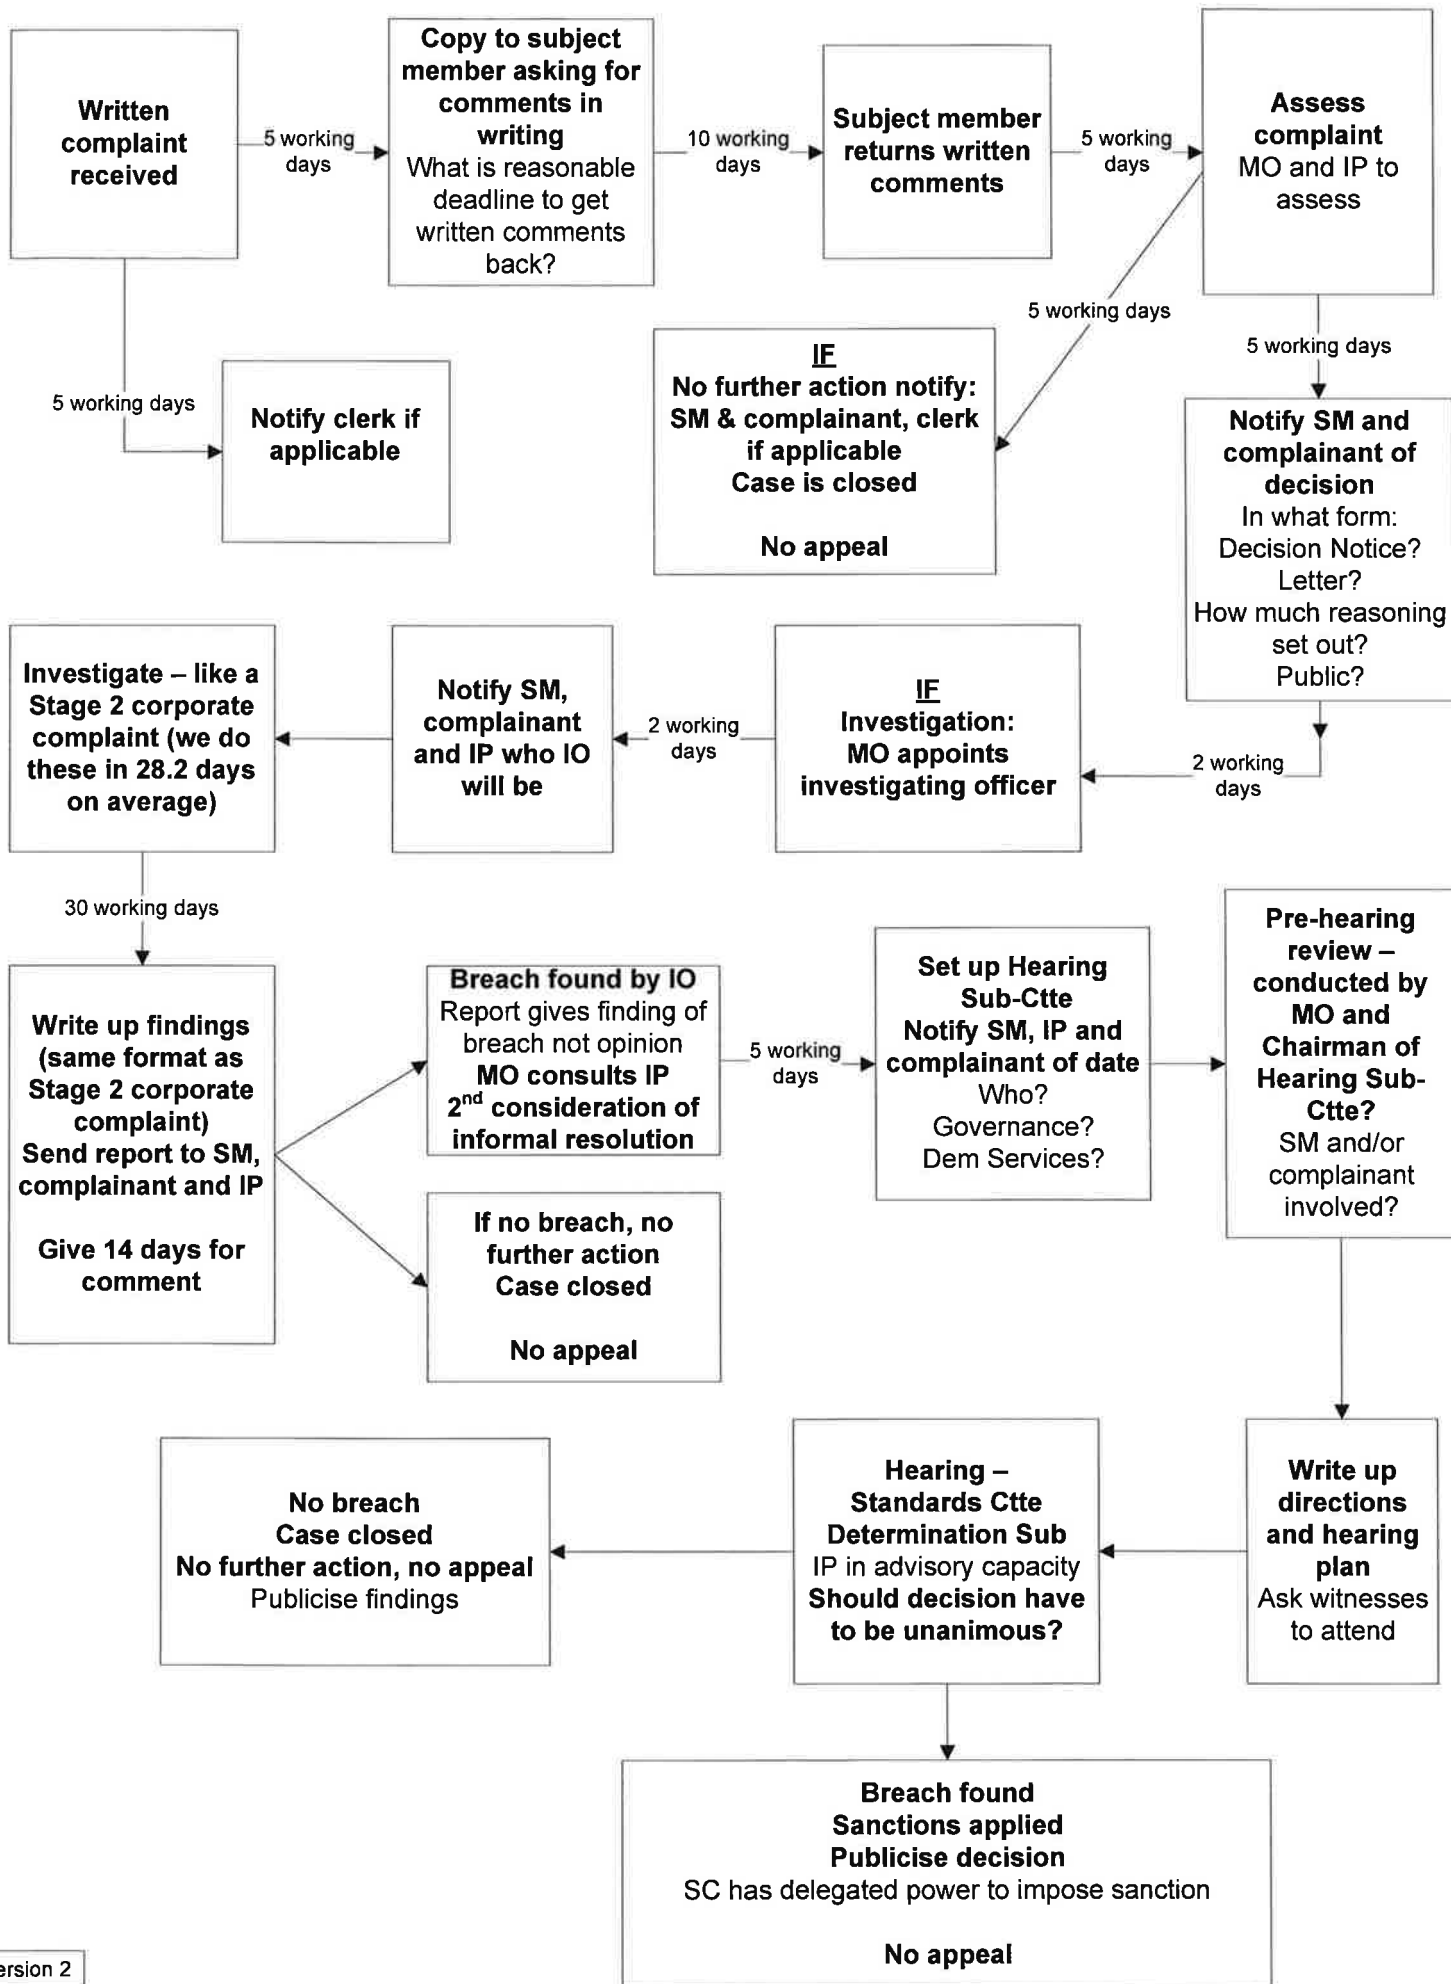 Written
complaint
received
5 working
days
Copy to subject
member asking for
comments in
writing
What is reasonable
deadline to get
written comments
back?
10 working
days
Subject member
returns written
comments
5 working
days
Assess
complaint
MO and IP to
assess
5 working days
Notify clerk if
applicable
5 working days
IF
No further action notify:
SM & complainant, clerk
if applicable
Case is closed
No appeal
5 working days
Notify SM and
complainant of
decision
In what form:
Decision Notice?
Letter?
How much reasoning
set out?
Public?
2 working
days
IF
Investigation:
MO appoints
investigating officer
2 working
days
Notify SM,
complainant
and IP who IO
will be
Investigate – like a
Stage 2 corporate
complaint (we do
these in 28.2 days
on average)
30 working days
Write up findings
(same format as
Stage 2 corporate
complaint)
Send report to SM,
complainant and IP
Give 14 days for
comment
Breach found by IO
Report gives finding of
breach not opinion
MO consults IP
2nd consideration of
informal resolution
If no breach, no
further action
Case closed
No appeal
5 working
days
Set up Hearing
Sub-Ctte
Notify SM, IP and
complainant of date
Who?
Governance?
Dem Services?
Pre-hearing
review –
conducted by
MO and
Chairman of
Hearing Sub-
Ctte?
SM and/or
complainant
involved?
Write up
directions
and hearing
plan
Ask witnesses
to attend
Hearing –
Standards Ctte
Determination Sub
IP in advisory capacity
Should decision have
to be unanimous?
No breach
Case closed
No further action, no appeal
Publicise findings
Breach found
Sanctions applied
Publicise decision
SC has delegated power to impose sanction
No appeal
ersion 2